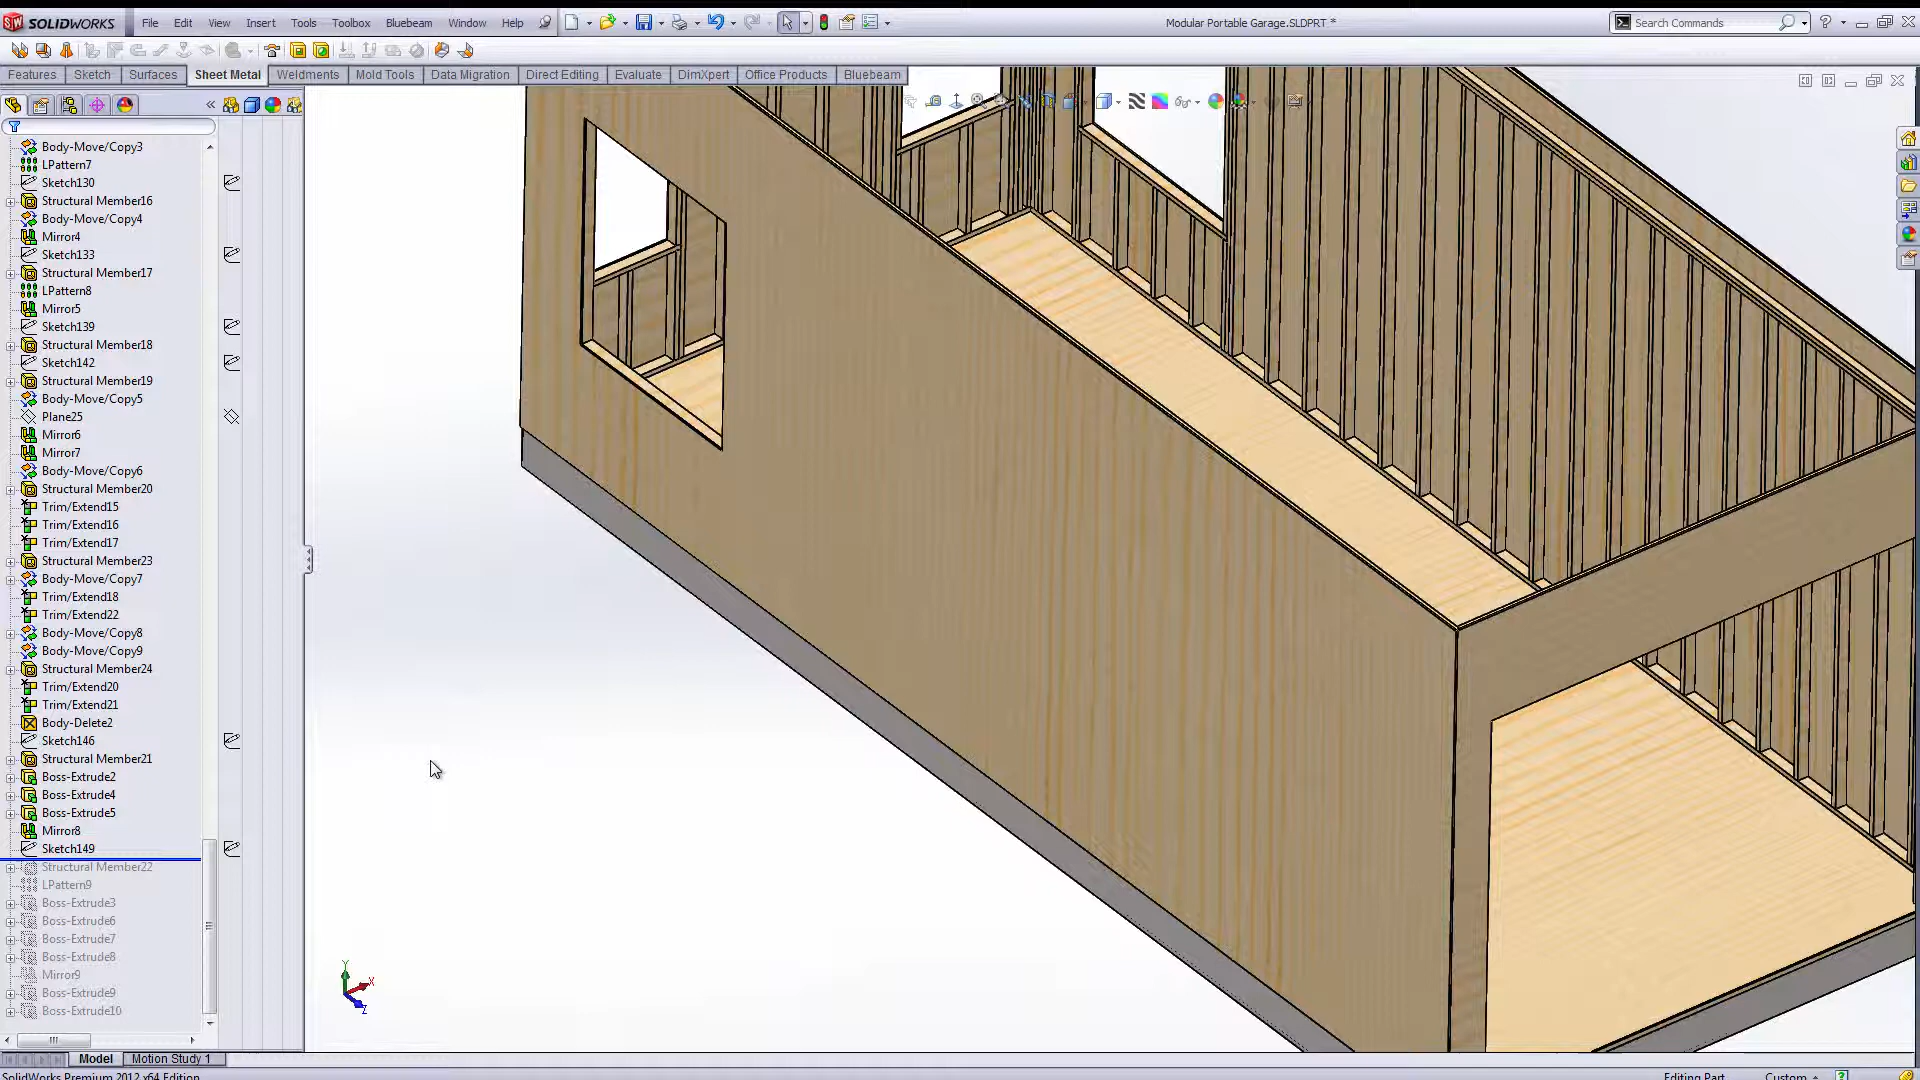 SOLIDWORKS File Edit View Insert Tools Toolbox Bluebeam Window Help Modular Portable Garage.SLDPRT * Search Commands
Features Sketch Surfaces Sheet Metal Weldments Mold Tools Data Migration Direct Editing Evaluate DimXpert Office Products Bluebeam
Body-Move/Copy3
LPattern7
Sketch130
Structural Member16
Body-Move/Copy4
Mirror4
Sketch133
Structural Member17
LPattern8
Mirror5
Sketch139
Structural Member18
Sketch142
Structural Member19
Body-Move/Copy5
Plane25
Mirror6
Mirror7
Body-Move/Copy6
Structural Member20
Trim/Extend15
Trim/Extend16
Trim/Extend17
Structural Member23
Body-Move/Copy7
Trim/Extend18
Trim/Extend22
Body-Move/Copy8
Body-Move/Copy9
Structural Member24
Trim/Extend20
Trim/Extend21
Body-Delete2
Sketch146
Structural Member21
Boss-Extrude2
Boss-Extrude4
Boss-Extrude5
Mirror8
Sketch149
Structural Member22
LPattern9
Boss-Extrude3
Boss-Extrude6
Boss-Extrude7
Boss-Extrude8
Mirror9
Boss-Extrude9
Boss-Extrude10
Y
X
Z
Model Motion Study 1
SolidWorks Premium 2012 x64 Edition Editing Part Custom